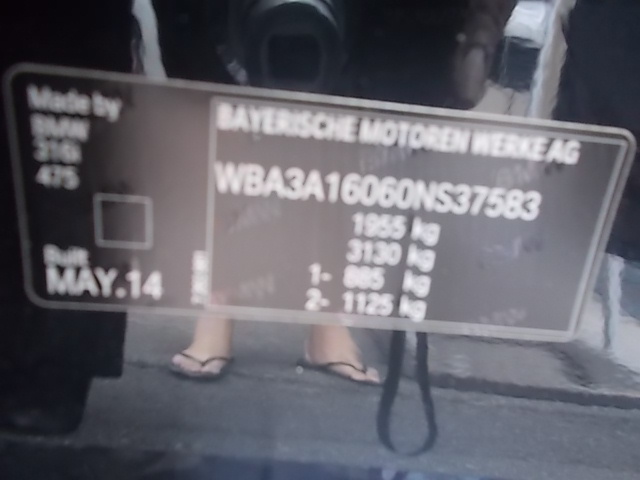 Made by
BMW
316i
475
Built
MAY.14
BAYERISCHE MOTOREN WERKE AG
WBA3A16060NS37583
1955 kg
3130 kg
1- 885 kg
2- 1125 kg